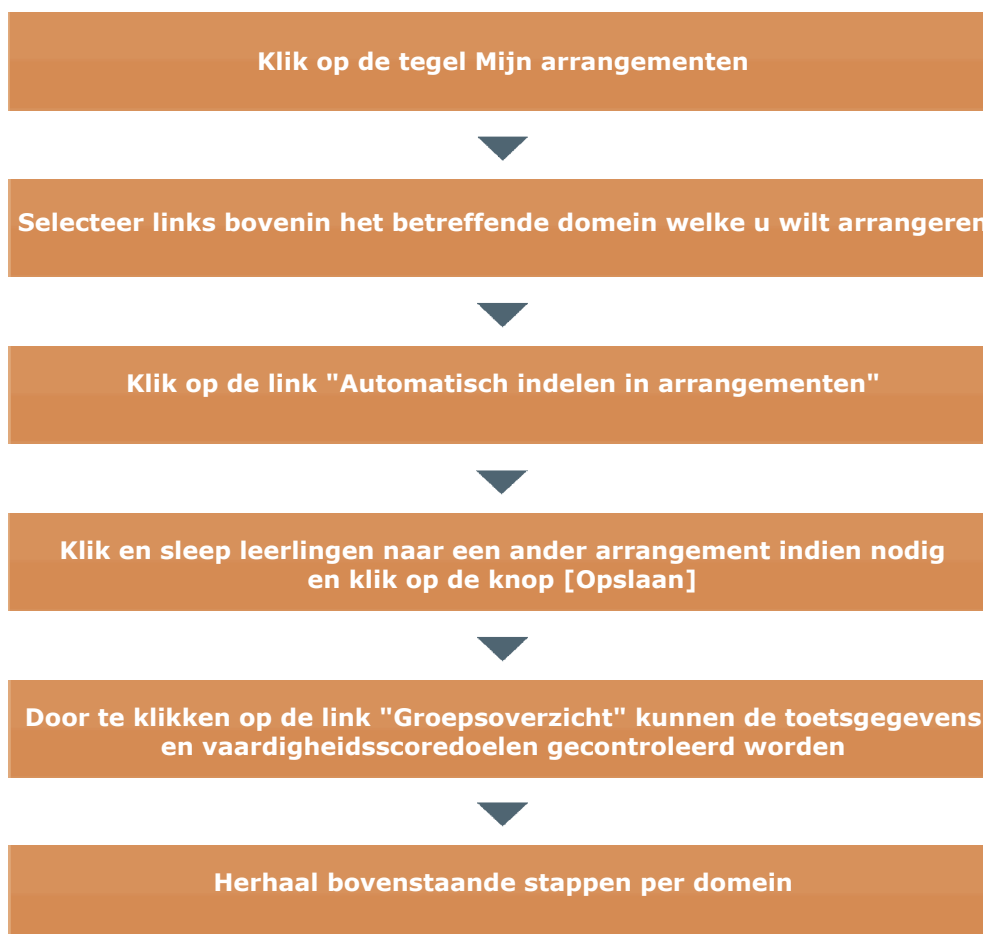 Klik op de tegel Mijn arrangementen
Selecteer links bovenin het betreffende domein welke u wilt arrangeren
Klik op de link "Automatisch indelen in arrangementen"
Klik en sleep leerlingen naar een ander arrangement indien nodig
en klik op de knop [Opslaan]
Door te klikken op de link "Groepsoverzicht" kunnen de toetsgegevens
en vaardigheidsscoredoelen gecontroleerd worden
Herhaal bovenstaande stappen per domein